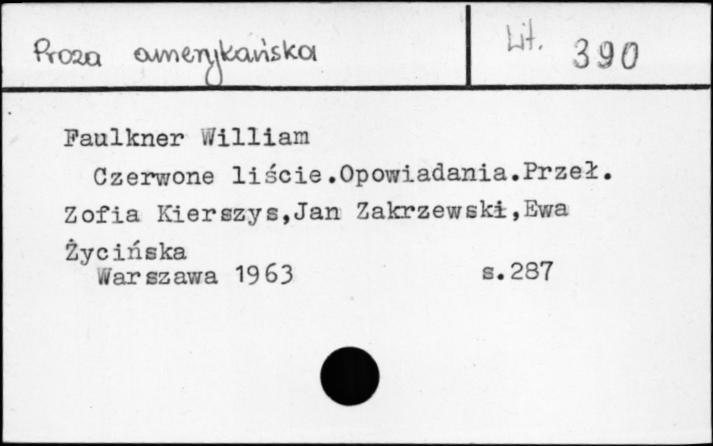 Proza amerykańska
Lit. 390
Faulkner William
Czerwone liście.Opowiadania.Przeł.
Zofia Kierszys,Jan Zakrzewski,Ewa
Życińska
Warszawa 1963 s.287